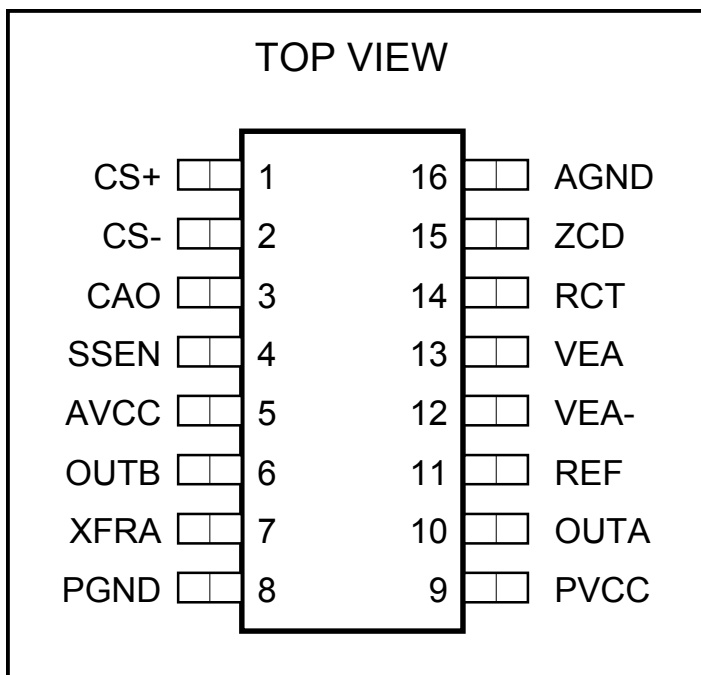 TOP VIEW
CS+ 1 16 AGND
CS- 2 15 ZCD
CAO 3 14 RCT
SSEN 4 13 VEA
AVCC 5 12 VEA-
OUTB 6 11 REF
XFRA 7 10 OUTA
PGND 8 9 PVCC